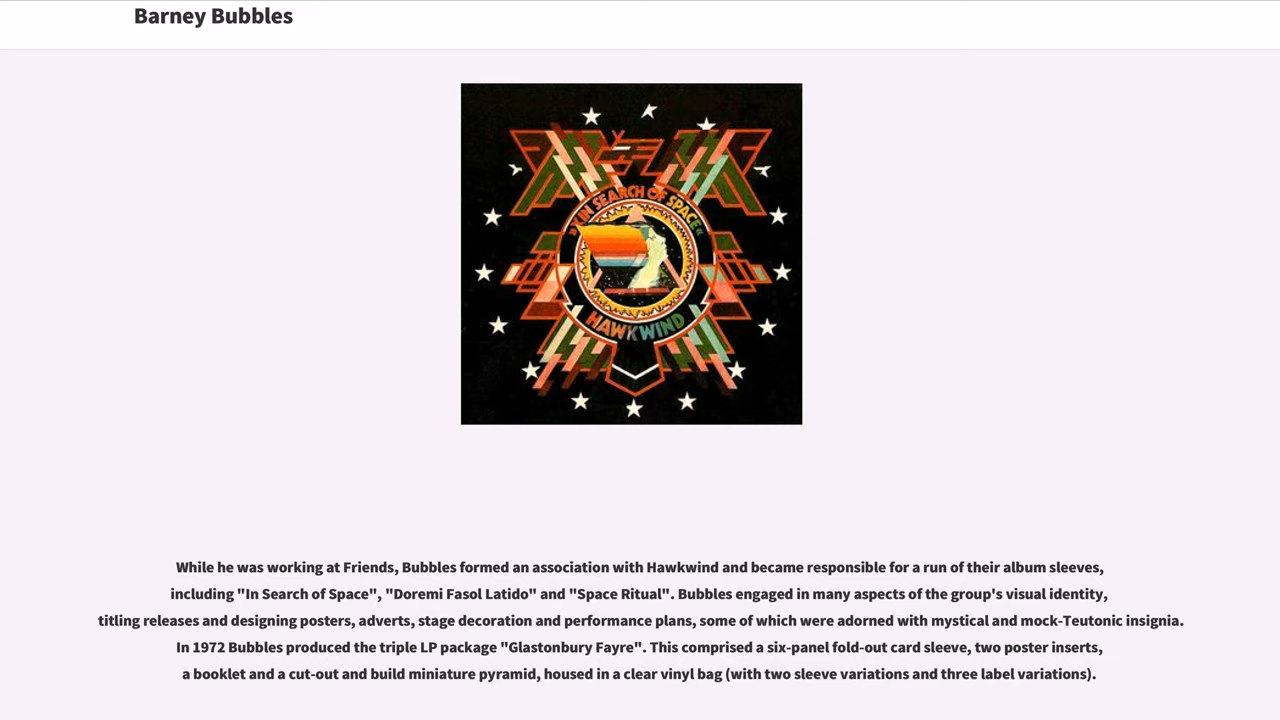 Barney Bubbles
»X IN SEARCH OF SPACE«
HAWKWIND
While he was working at Friends, Bubbles formed an association with Hawkwind and became responsible for a run of their album sleeves,
including "In Search of Space", "Doremi Fasol Latido" and "Space Ritual". Bubbles engaged in many aspects of the group's visual identity,
titling releases and designing posters, adverts, stage decoration and performance plans, some of which were adorned with mystical and mock-Teutonic insignia.
In 1972 Bubbles produced the triple LP package "Glastonbury Fayre". This comprised a six-panel fold-out card sleeve, two poster inserts,
a booklet and a cut-out and build miniature pyramid, housed in a clear vinyl bag (with two sleeve variations and three label variations).